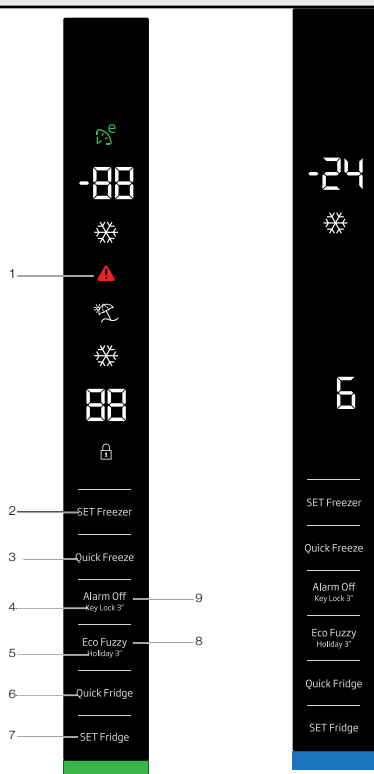 e
-88
1
88
2
SET Freezer
3
Quick Freeze
Alarm Off
9
4
Key Lock 3"
Eco Fuzzy
8
5
Holiday 3"
6
Quick Fridge
7
SET Fridge
-24
6
SET Freezer
Quick Freeze
Alarm Off
Key Lock 3"
Eco Fuzzy
Holiday 3"
Quick Fridge
SET Fridge